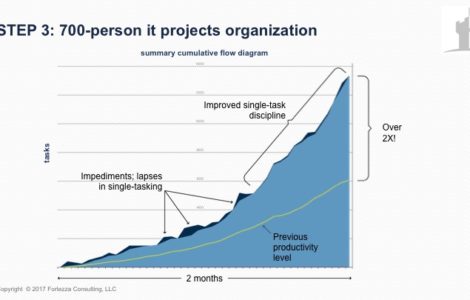 STEP 3: 700-person it projects organization
summary cumulative flow diagram
Improved single-task
discipline
Over
2X!
tasks
Impediments; lapses
in single-tasking
Previous
productivity
level
2 months
Copyright © 2017 Fortezza Consulting, LLC